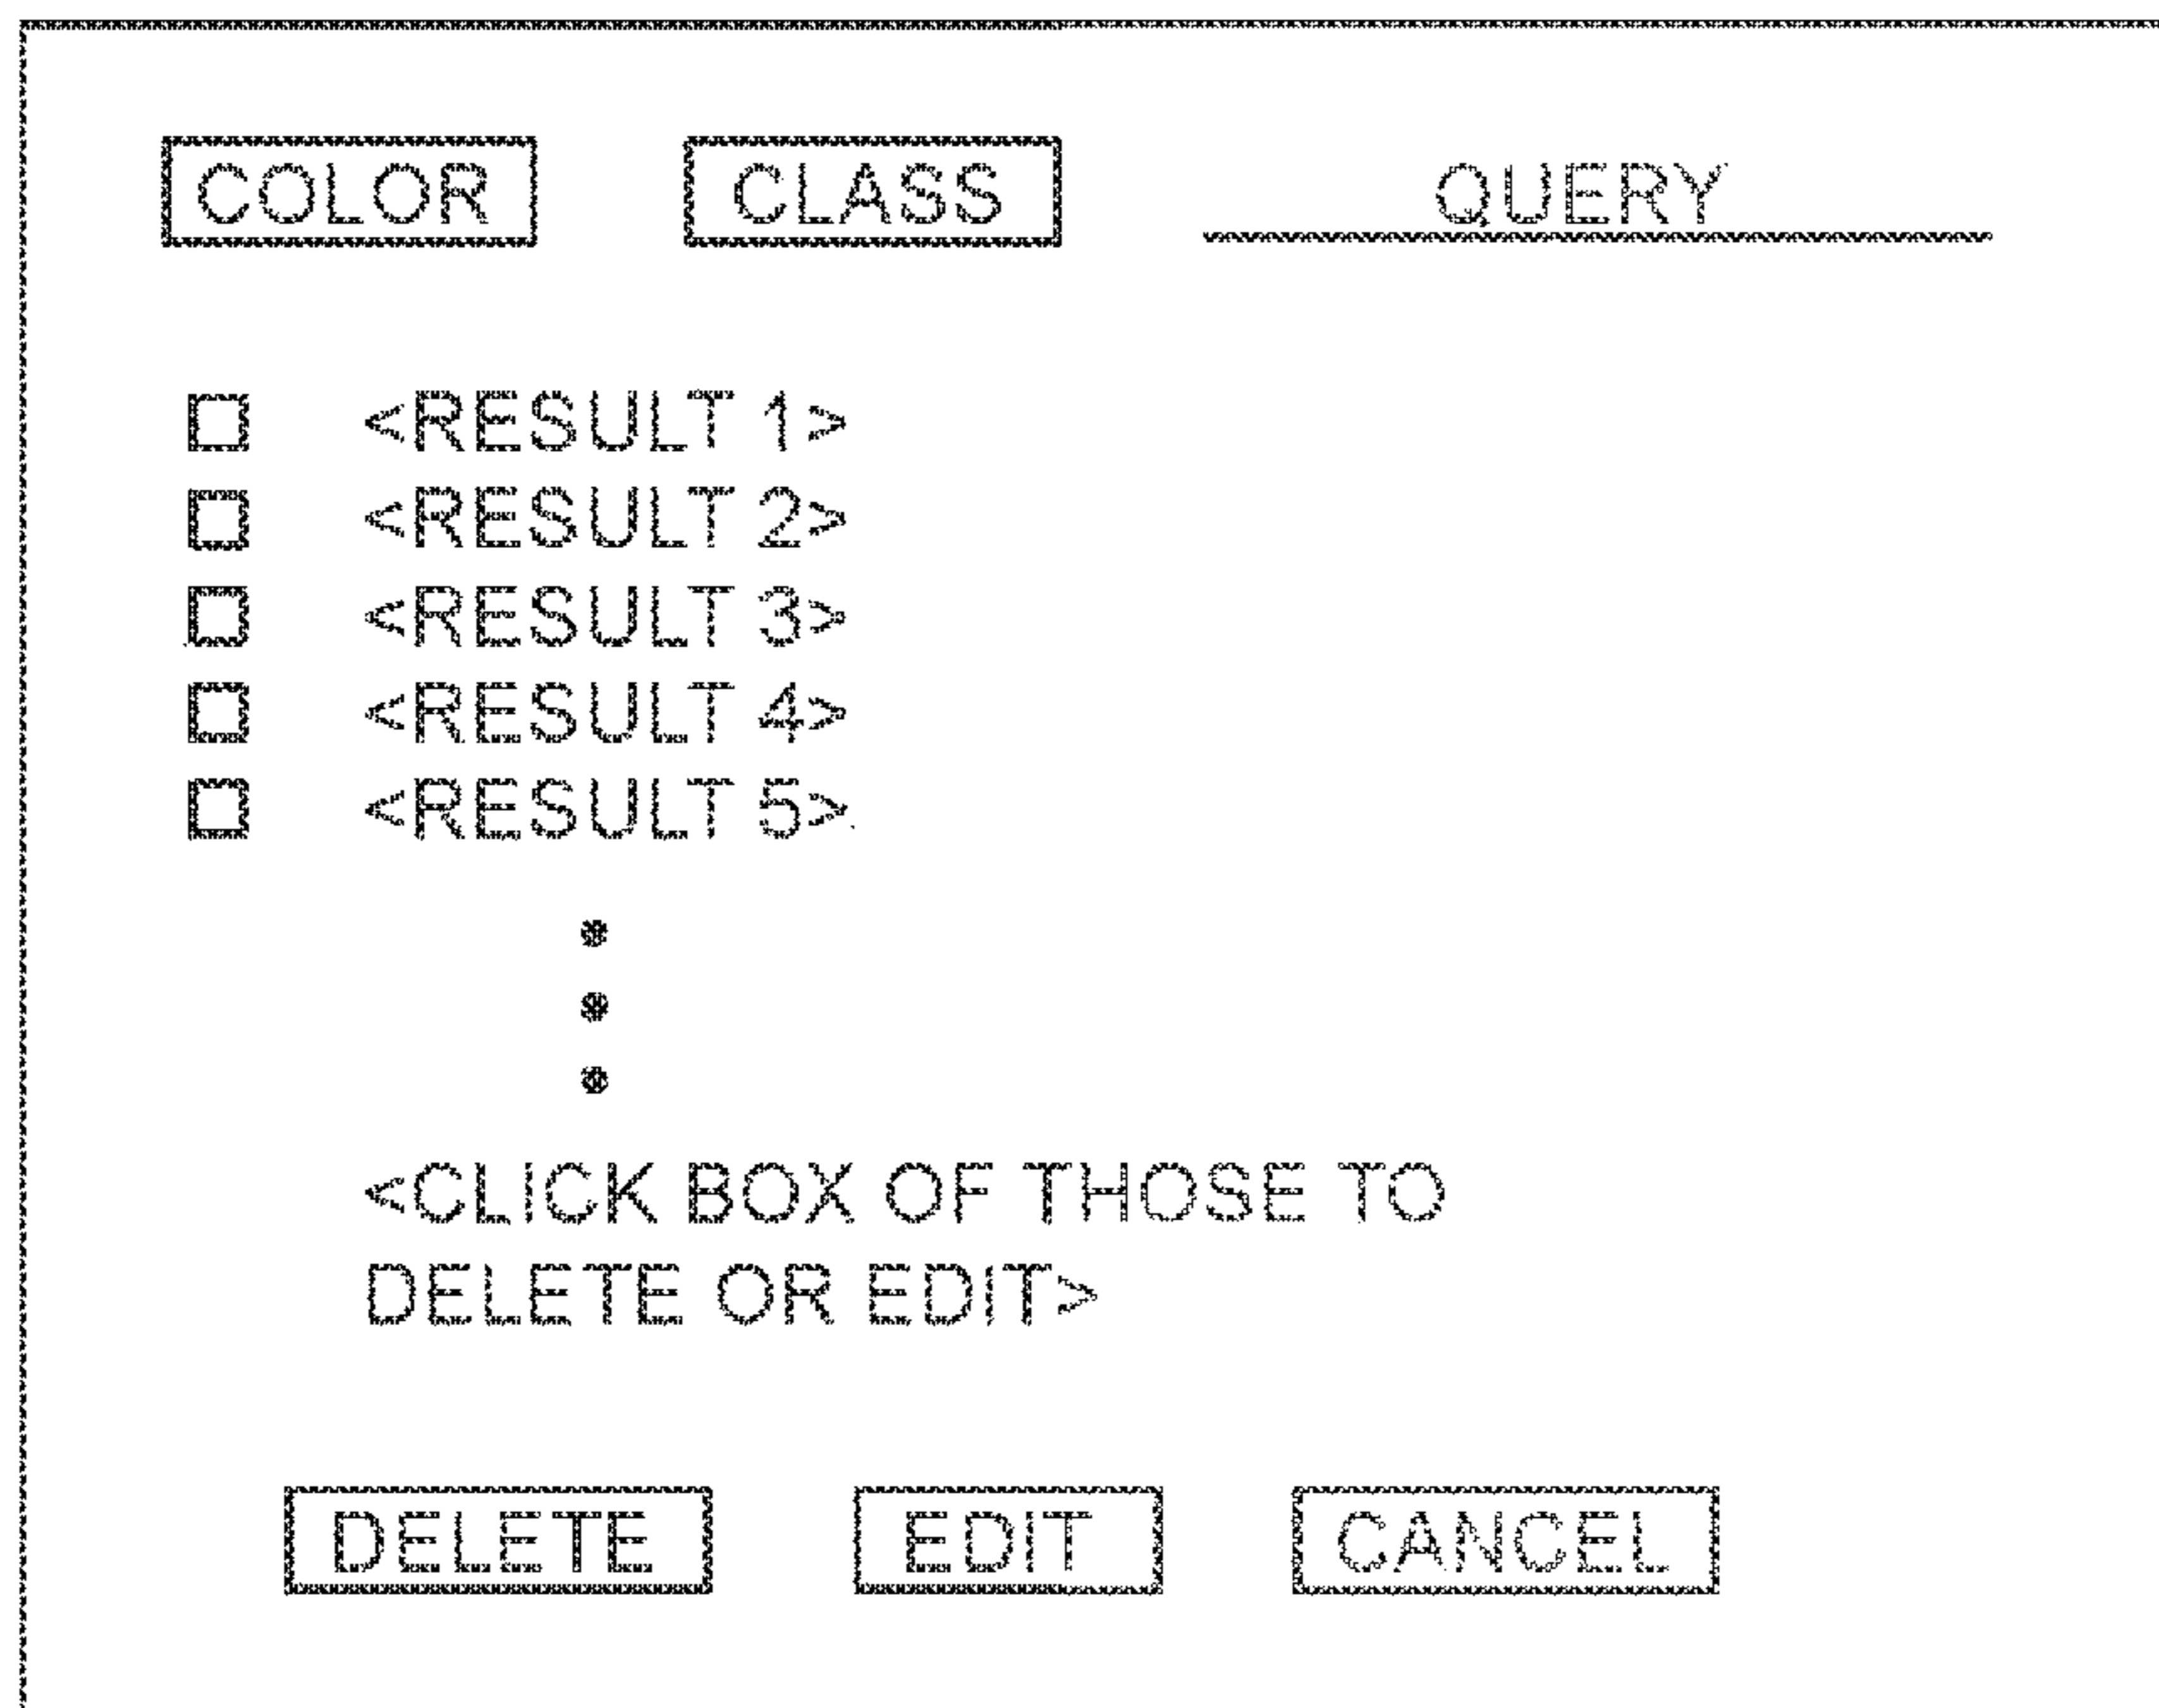 COLOR CLASS QUERY
<RESULT 1>
<RESULT 2>
<RESULT 3>
<RESULT 4>
<RESULT 5>
<CLICK BOX OF THOSE TO
DELETE OR EDIT>
DELETE EDIT CANCEL